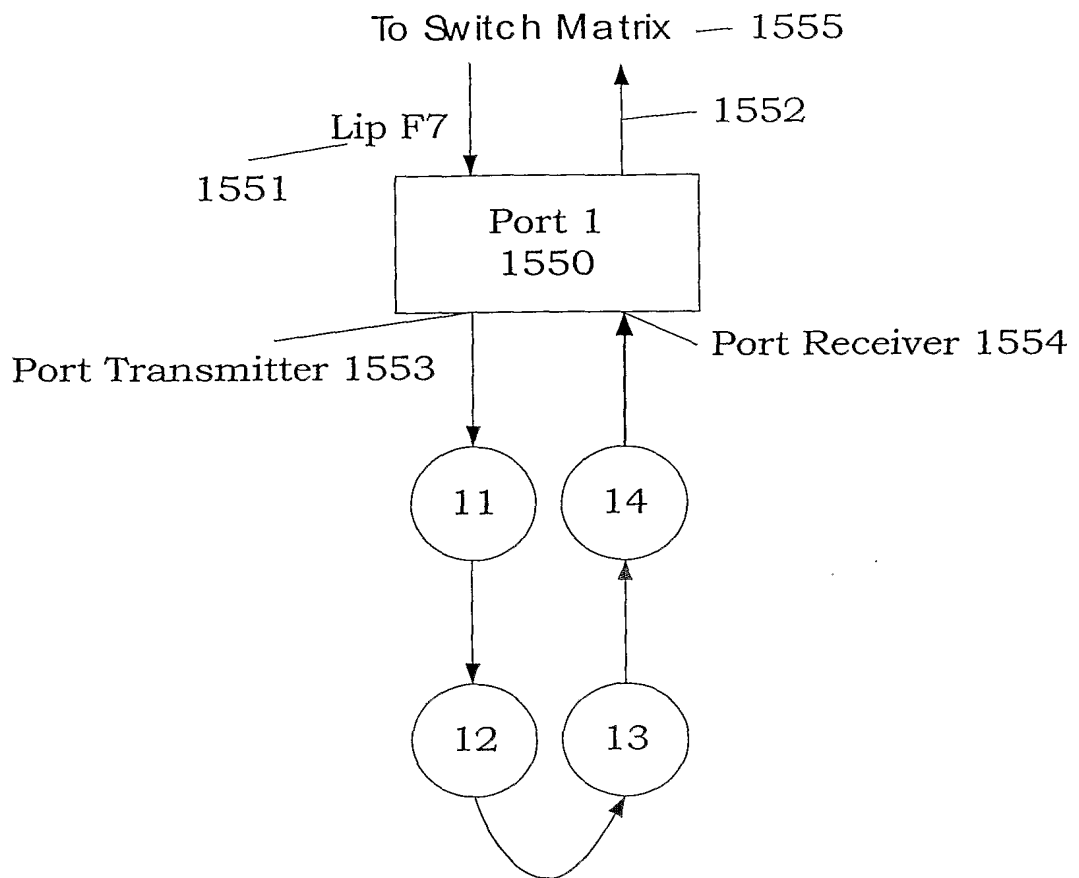 To Switch Matrix 1555
1552
Lip F7
1551
Port 1
1550
Port Receiver 1554
Port Transmitter 1553
11
14
12
13